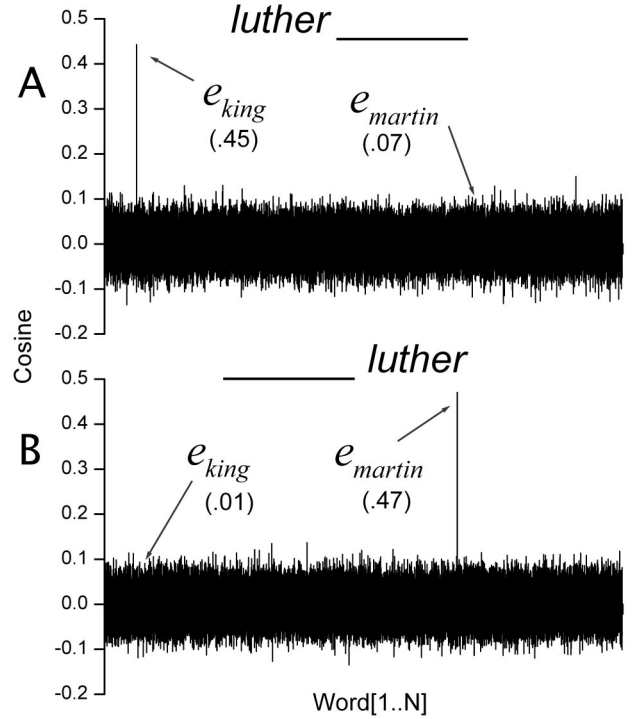 luther ____
A
0.5
0.4
0.3
0.2
0.1
0.0
-0.1
-0.2
e king
(.45)
e martin
(.07)
Cosine
____ luther
B
0.5
0.4
0.3
0.2
0.1
0.0
-0.1
-0.2
e king
(.01)
e martin
(.47)
Word[1..N]